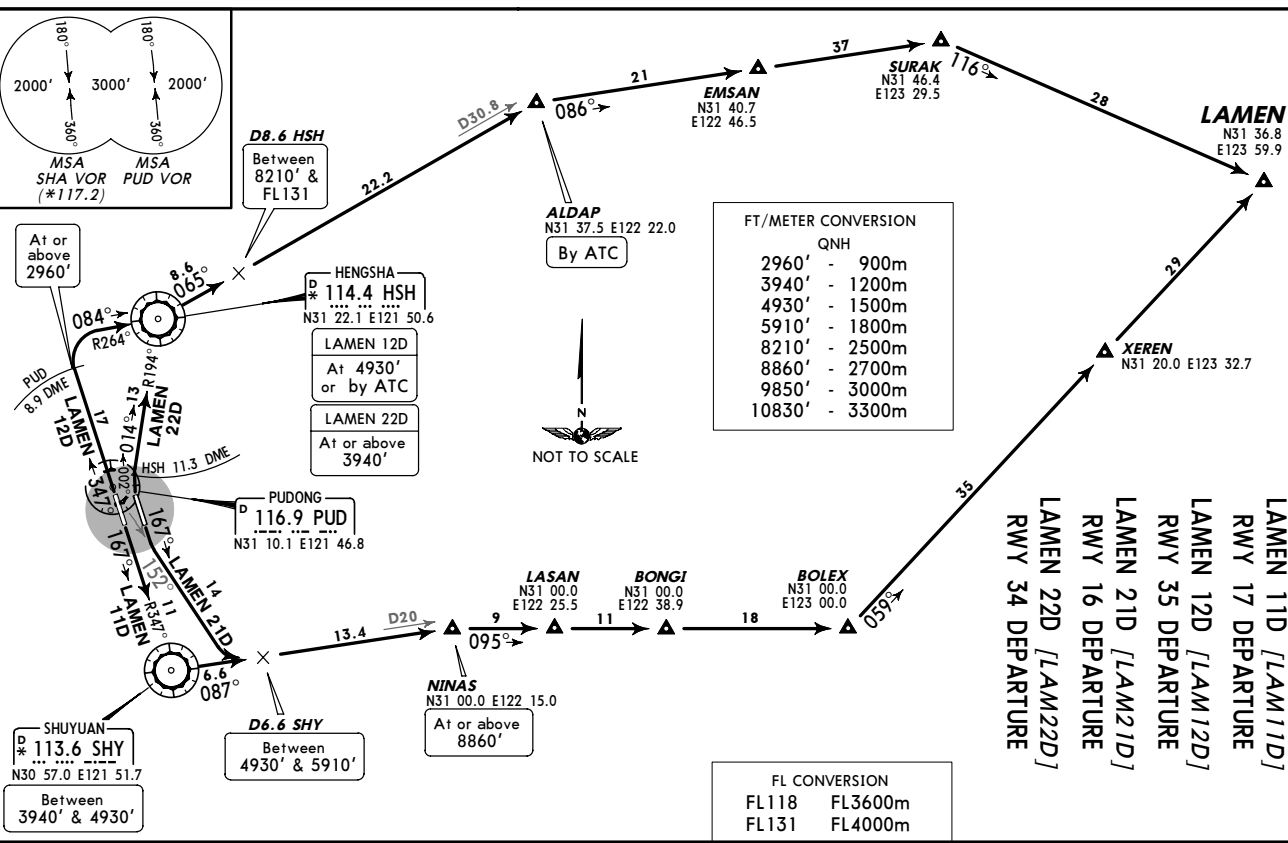 180°
180°
2000'
3000'
2000'
360°
360°
MSA
SHA VOR
(*117.2)
MSA
PUD VOR
D8.6 HSH
Between
8210' &
FL131
22.2
D30.8
086°
21
EMSAN
N31 40.7
E122 46.5
37
SURAK
N31 46.4
E123 29.5
116°
28
LAMEN
N31 36.8
E123 59.9
ALDAP
N31 37.5 E122 22.0
By ATC
At or
above
2960'
8.6
065°
084°
R264°
HENGSHA
D
* 114.4 HSH
N31 22.1 E121 50.6
LAMEN 12D
At 4930'
or by ATC
LAMEN 22D
At or above
3940'
PUD
8.9 DME
17
LAMEN
12D
347°
R194°
13
014°
LAMEN
22D
002°
HSH 11.3 DME
PUDONG
D
116.9 PUD
N31 10.1 E121 46.8
N
NOT TO SCALE
FT/METER CONVERSION
QNH
2960' - 900m
3940' - 1200m
4930' - 1500m
5910' - 1800m
8210' - 2500m
8860' - 2700m
9850' - 3000m
10830' - 3300m
29
XEREN
N31 20.0 E123 32.7
35
167°
167°
152°
14
LAMEN 21D
11
R347°
LAMEN
11D
6.6
087°
SHUYUAN
D
* 113.6 SHY
N30 57.0 E121 51.7
Between
3940' & 4930'
D6.6 SHY
Between
4930' & 5910'
13.4
D20
NINAS
N31 00.0 E122 15.0
At or above
8860'
9
095°
LASAN
N31 00.0
E122 25.5
11
BONGI
N31 00.0
E122 38.9
18
BOLEX
N31 00.0
E123 00.0
059°
LAMEN 11D [LAM11D]
RWY 17 DEPARTURE
LAMEN 12D [LAM12D]
RWY 35 DEPARTURE
LAMEN 21D [LAM21D]
RWY 16 DEPARTURE
LAMEN 22D [LAM22D]
RWY 34 DEPARTURE
FL CONVERSION
FL118 FL3600m
FL131 FL4000m